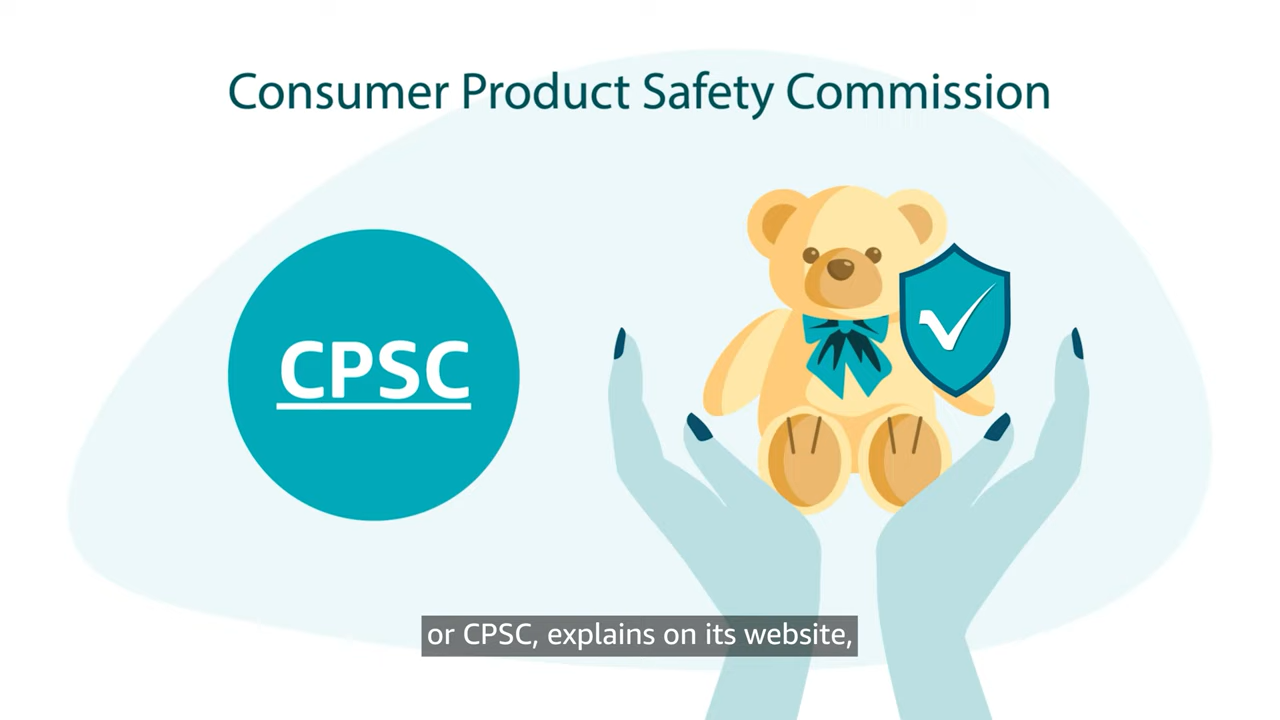 Consumer Product Safety Commission
CPSC
or CPSC, explains on its website,